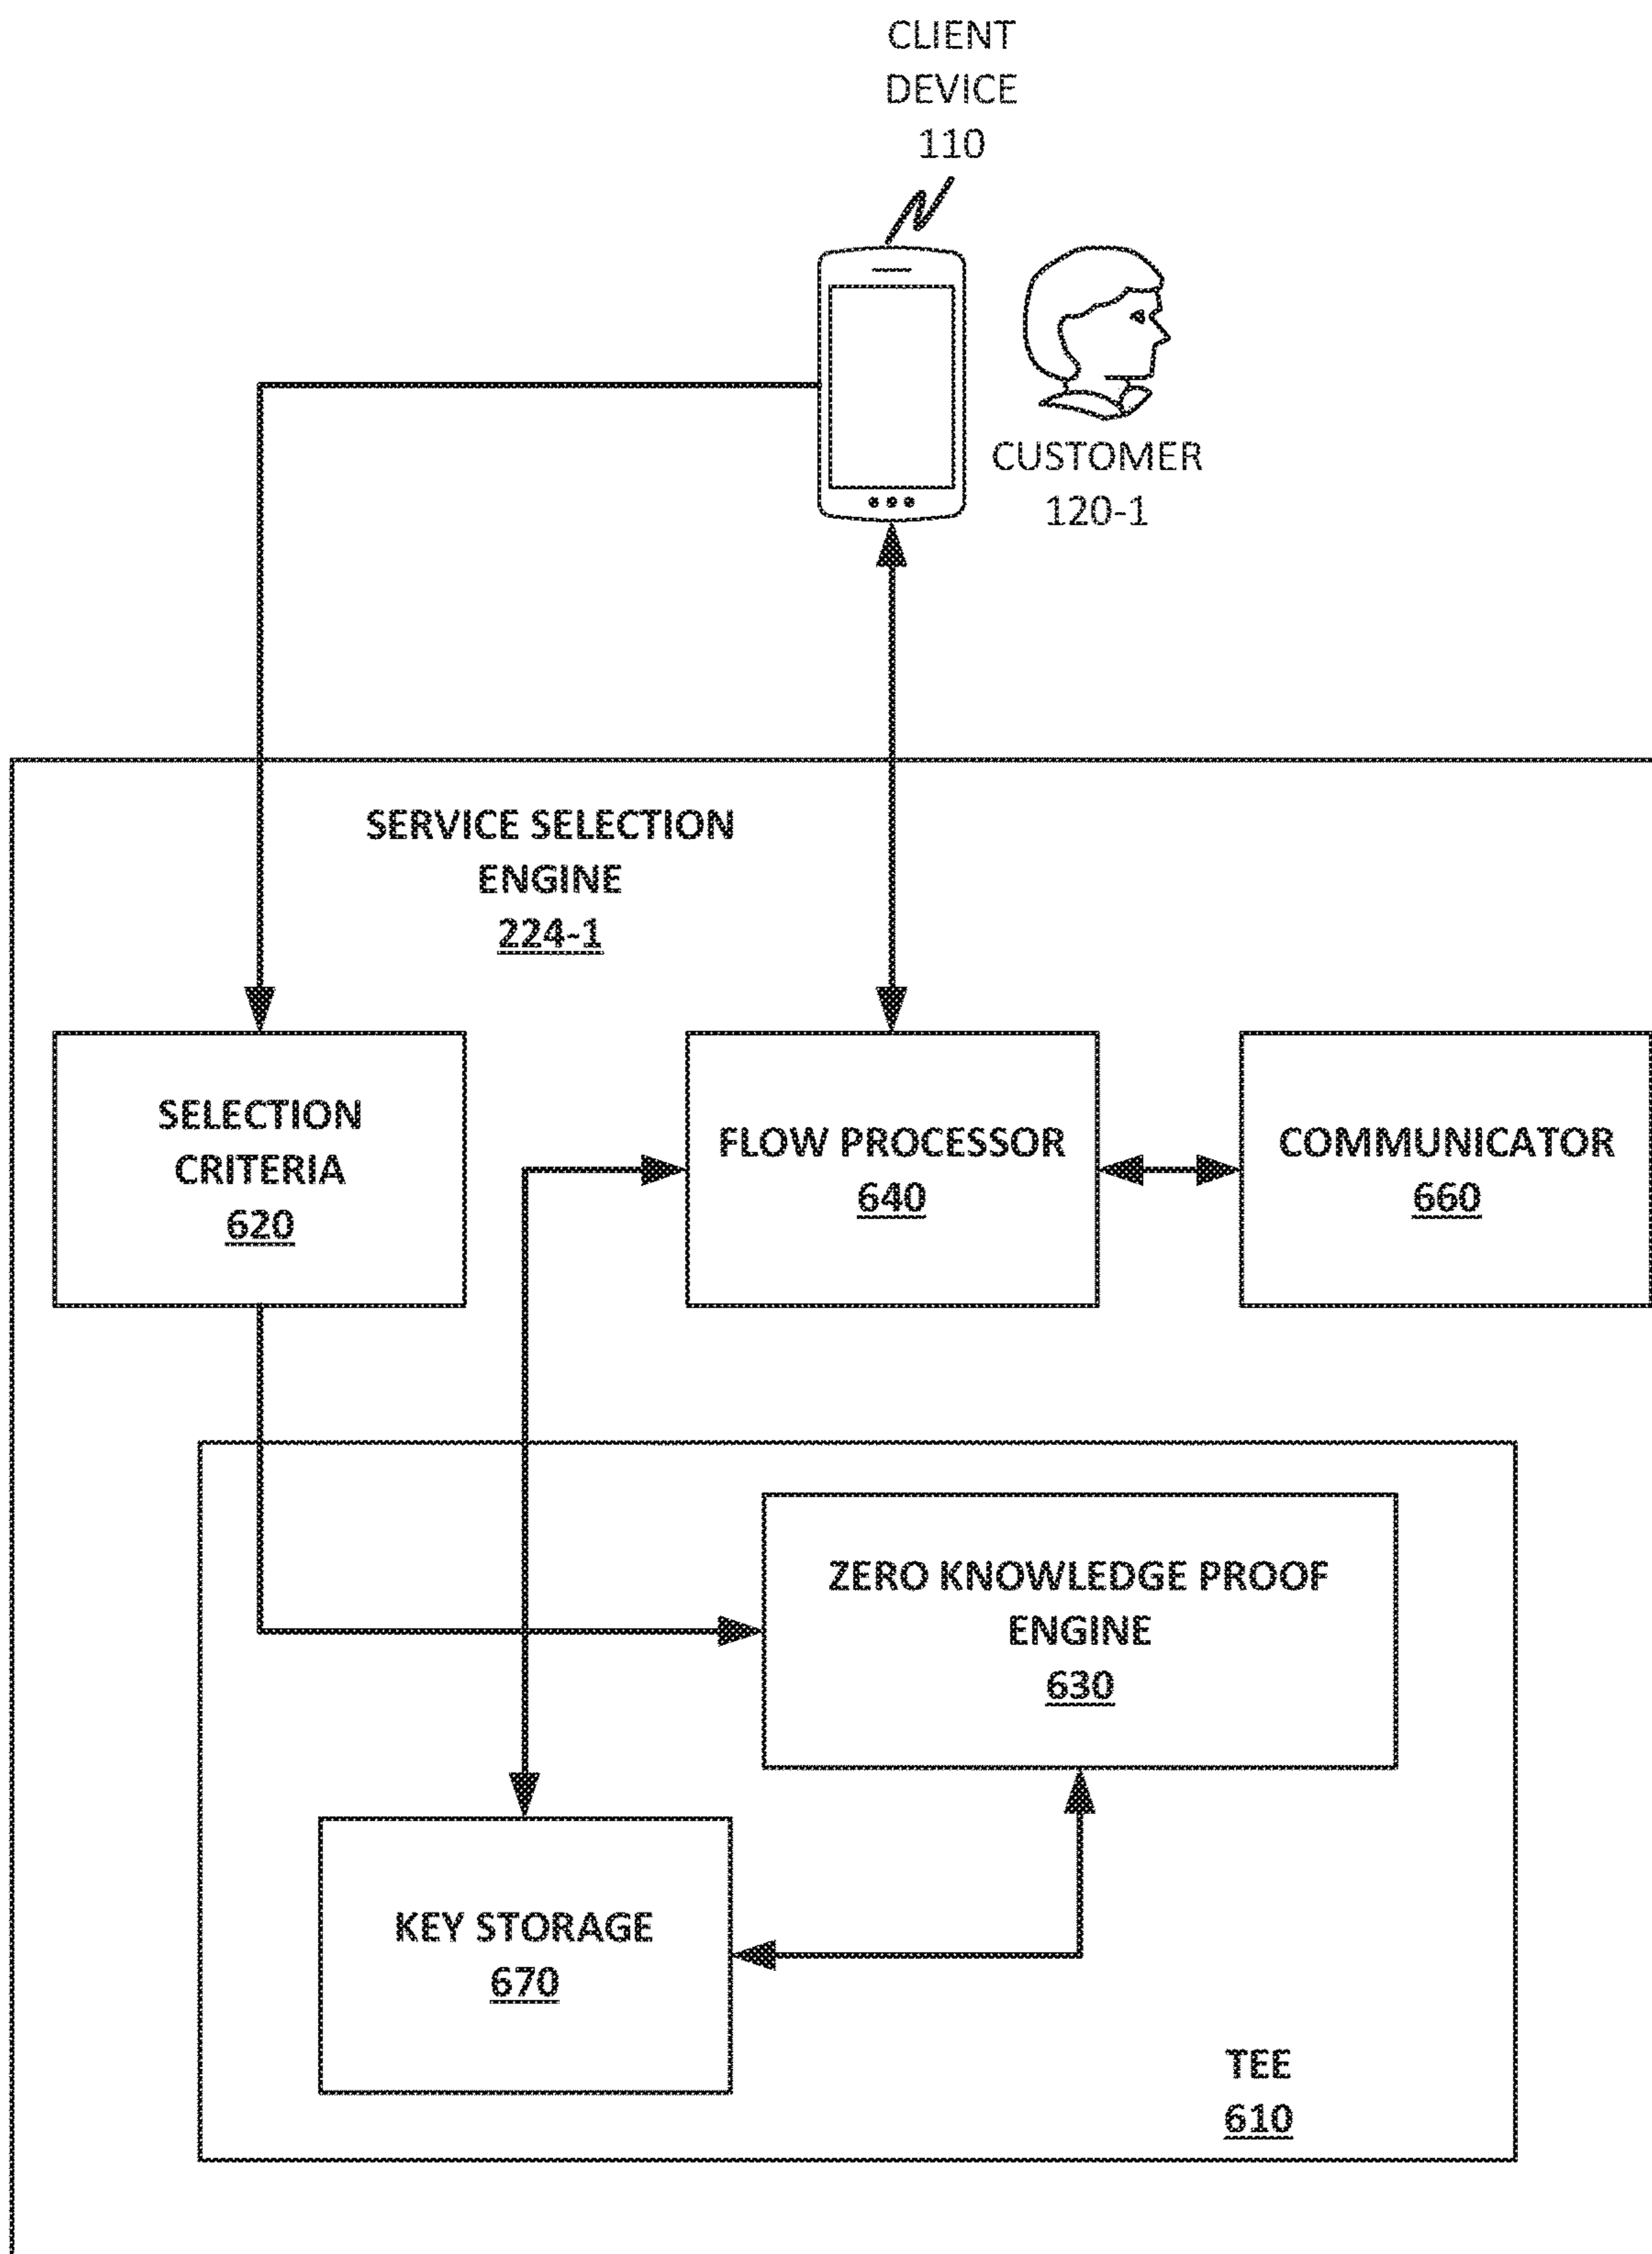 CLIENT
DEVICE
110
CUSTOMER
120-1
SERVICE SELECTION
ENGINE
224-1
SELECTION
CRITERIA
620
FLOW PROCESSOR
640
COMMUNICATOR
660
ZERO KNOWLEDGE PROOF
ENGINE
630
KEY STORAGE
670
TEE
610